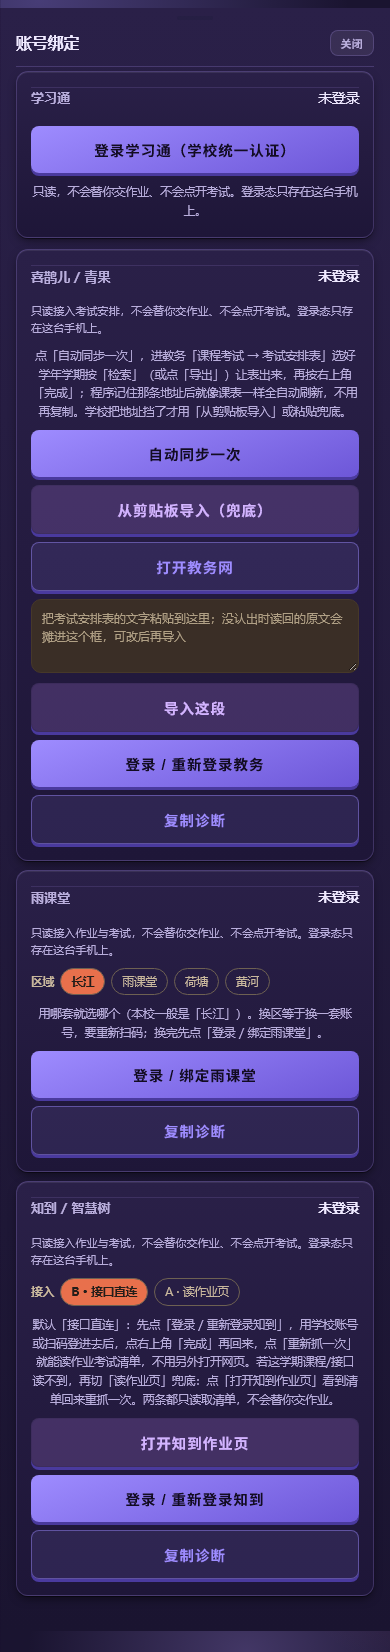 账号绑定 关闭
学习通 未登录
登录学习通（学校统一认证）
只读，不会替你交作业、不会点开考试。登录态只存在这台手机
上。
喜鹊儿 / 青果 未登录
只读接入考试安排，不会替你交作业、不会点开考试。登录态只存
在这台手机上。
点「自动同步一次」，进教务「课程考试 → 考试安排表」选好
学年学期按「检索」（或点「导出」）让表出来，再按右上角
「完成」；程序记住那条地址后就像课表一样全自动刷新，不用
再复制。学校把地址挡了才用「从剪贴板导入」或粘贴兜底。
自动同步一次
从剪贴板导入（兜底）
打开教务网
把考试安排表的文字粘贴到这里；没认出时读回的原文会
摊进这个框，可改后再导入
导入这段
登录 / 重新登录教务
复制诊断
雨课堂 未登录
只读接入作业与考试，不会替你交作业、不会点开考试。登录态只
存在这台手机上。
区域 长江 雨课堂 荷塘 黄河
用哪套就选哪个（本校一般是「长江」）。换区等于换一套账
号，要重新扫码；换完先点「登录 / 绑定雨课堂」。
登录 / 绑定雨课堂
复制诊断
知到 / 智慧树 未登录
只读接入作业与考试，不会替你交作业、不会点开考试。登录态只
存在这台手机上。
接入 B · 接口直连 A · 读作业页
默认「接口直连」：先点「登录 / 重新登录知到」，用学校账号
或扫码登进去后，点右上角「完成」再回来，点「重新抓一次」
就能读作业考试清单，不用另外打开网页。若这学期课程/接口
读不到，再切「读作业页」兜底：点「打开知到作业页」看到清
单回来重抓一次。两条都只读取清单，不会替你交作业。
打开知到作业页
登录 / 重新登录知到
复制诊断